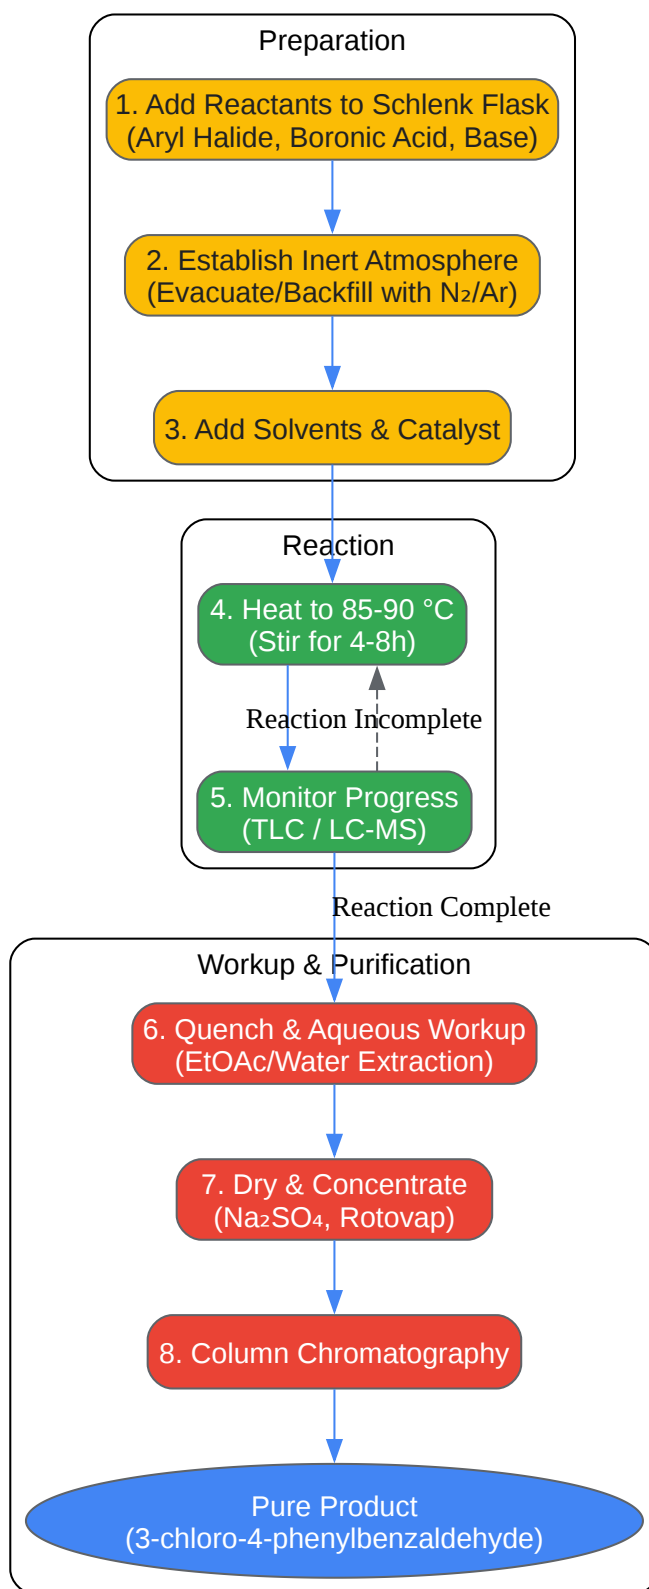 Preparation
1. Add Reactants to Schlenk Flask
(Aryl Halide, Boronic Acid, Base)
2. Establish Inert Atmosphere
(Evacuate/Backfill with N₂/Ar)
3. Add Solvents & Catalyst
Reaction
4. Heat to 85-90 °C
(Stir for 4-8h)
Reaction Incomplete
5. Monitor Progress
(TLC / LC-MS)
Reaction Complete
Workup & Purification
6. Quench & Aqueous Workup
(EtOAc/Water Extraction)
7. Dry & Concentrate
(Na₂SO₄, Rotovap)
8. Column Chromatography
Pure Product
(3-chloro-4-phenylbenzaldehyde)